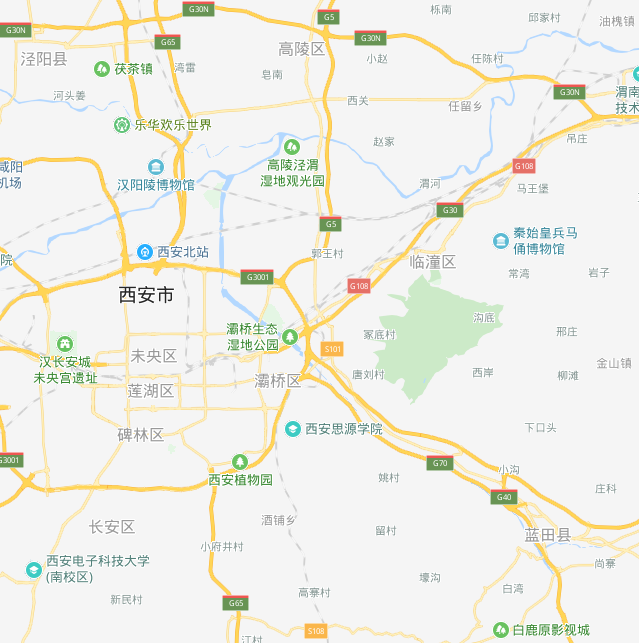 G30N
G5
栎南
邱家村
油槐镇
G30N
G65
高陵区
G30N
泾阳县
小赵
任陈村
茯茶镇
湾雷
皂南
渭南
技术
河头姜
西关
G30N
任留乡
乐华欢乐世界
赵家
吊庄
高陵泾渭
湿地观光园
G108
咸阳
机场
汉阳陵博物馆
渭河
马王堡
G30
G5
秦始皇兵马
俑博物馆
西安北站
郭王村
院
临潼区
G3001
常湾
岩子
G108
西安市
沟底
灞桥生态
湿地公园
冢底村
邢庄
S101
汉长安城
未央宫遗址
未央区
金山镇
莲湖区
灞桥区
唐刘村
西岸
柳滩
碑林区
西安思源学院
下口头
G3001
G70
小沟
西安植物园
姚村
庄科
G40
长安区
酒铺乡
留村
蓝田县
小府井村
西安电子科技大学
(南校区)
尚寨
壕沟
高寨村
白湾
新民村
G65
S108
白鹿原影视城
江村